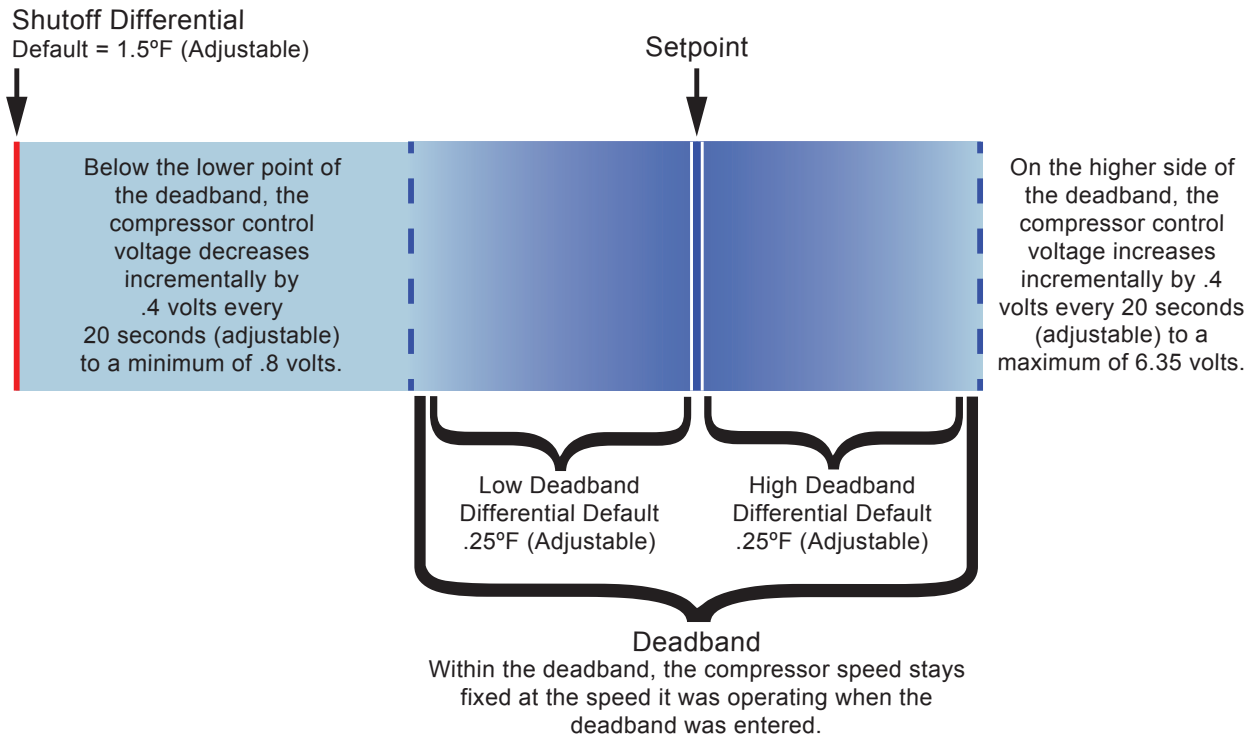 Shutoff Differential
Default = 1.5ºF (Adjustable)
Setpoint
Below the lower point of
the deadband, the
compressor control
voltage decreases
incrementally by
.4 volts every
20 seconds (adjustable)
to a minimum of .8 volts.
On the higher side of
the deadband, the
compressor control
voltage increases
incrementally by .4
volts every 20 seconds
(adjustable) to a
maximum of 6.35 volts.
Low Deadband
Differential Default
.25ºF (Adjustable)
High Deadband
Differential Default
.25ºF (Adjustable)
Deadband
Within the deadband, the compressor speed stays
fixed at the speed it was operating when the
deadband was entered.